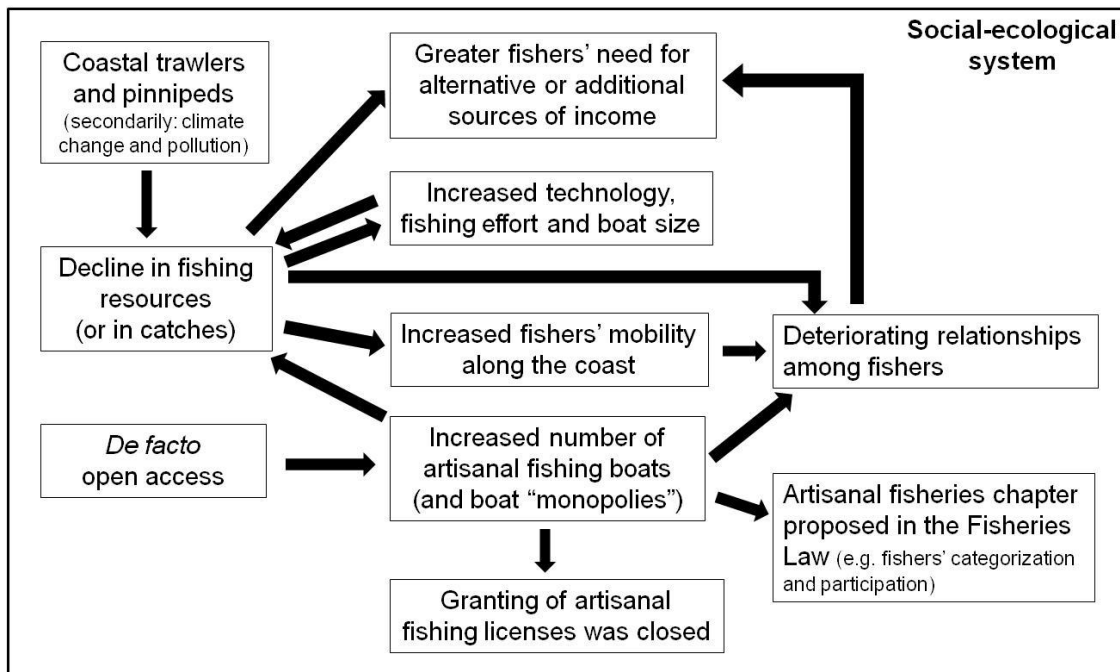 Social-ecological
system
Coastal trawlers
and pinnipeds
(secondarily: climate
change and pollution)
Greater fishers’ need for
alternative or additional
sources of income
Increased technology,
fishing effort and boat size
Decline in fishing
resources
(or in catches)
Increased fishers’ mobility
along the coast
Deteriorating relationships
among fishers
De facto
open access
Increased number of
artisanal fishing boats
(and boat “monopolies”)
Artisanal fisheries chapter
proposed in the Fisheries
Law (e.g. fishers’ categorization
and participation)
Granting of artisanal
fishing licenses was closed